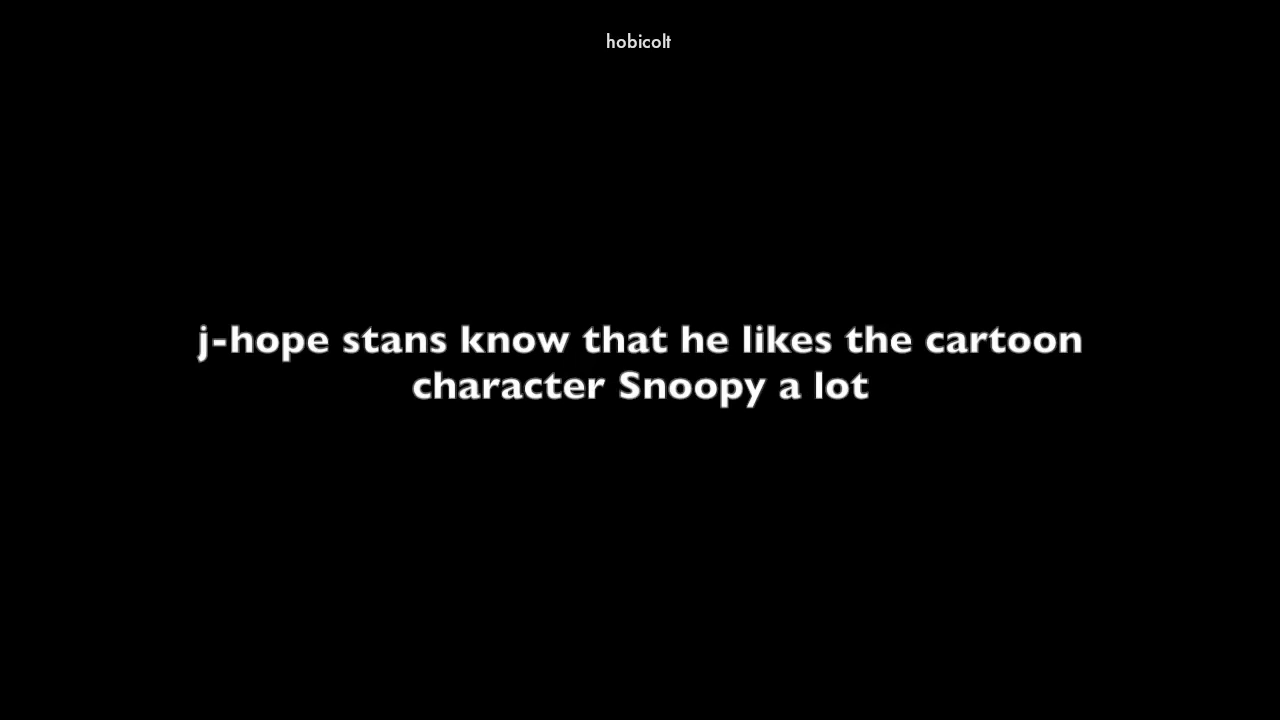 hobicolt
j-hope stans know that he likes the cartoon
character Snoopy a lot